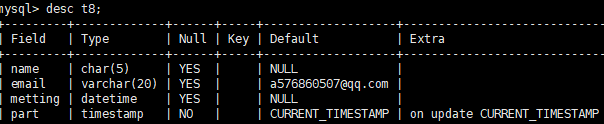 mysql> desc t8;
+---------+-------------+------+-----+-------------------+-----------------------------
| Field | Type | Null | Key | Default | Extra
+---------+-------------+------+-----+-------------------+-----------------------------
| name | char(5) | YES | | NULL |
| email | varchar(20) | YES | | a576860507@qq.com |
| metting | datetime | YES | | NULL |
| part | timestamp | NO | | CURRENT_TIMESTAMP | on update CURRENT_TIMESTAMP